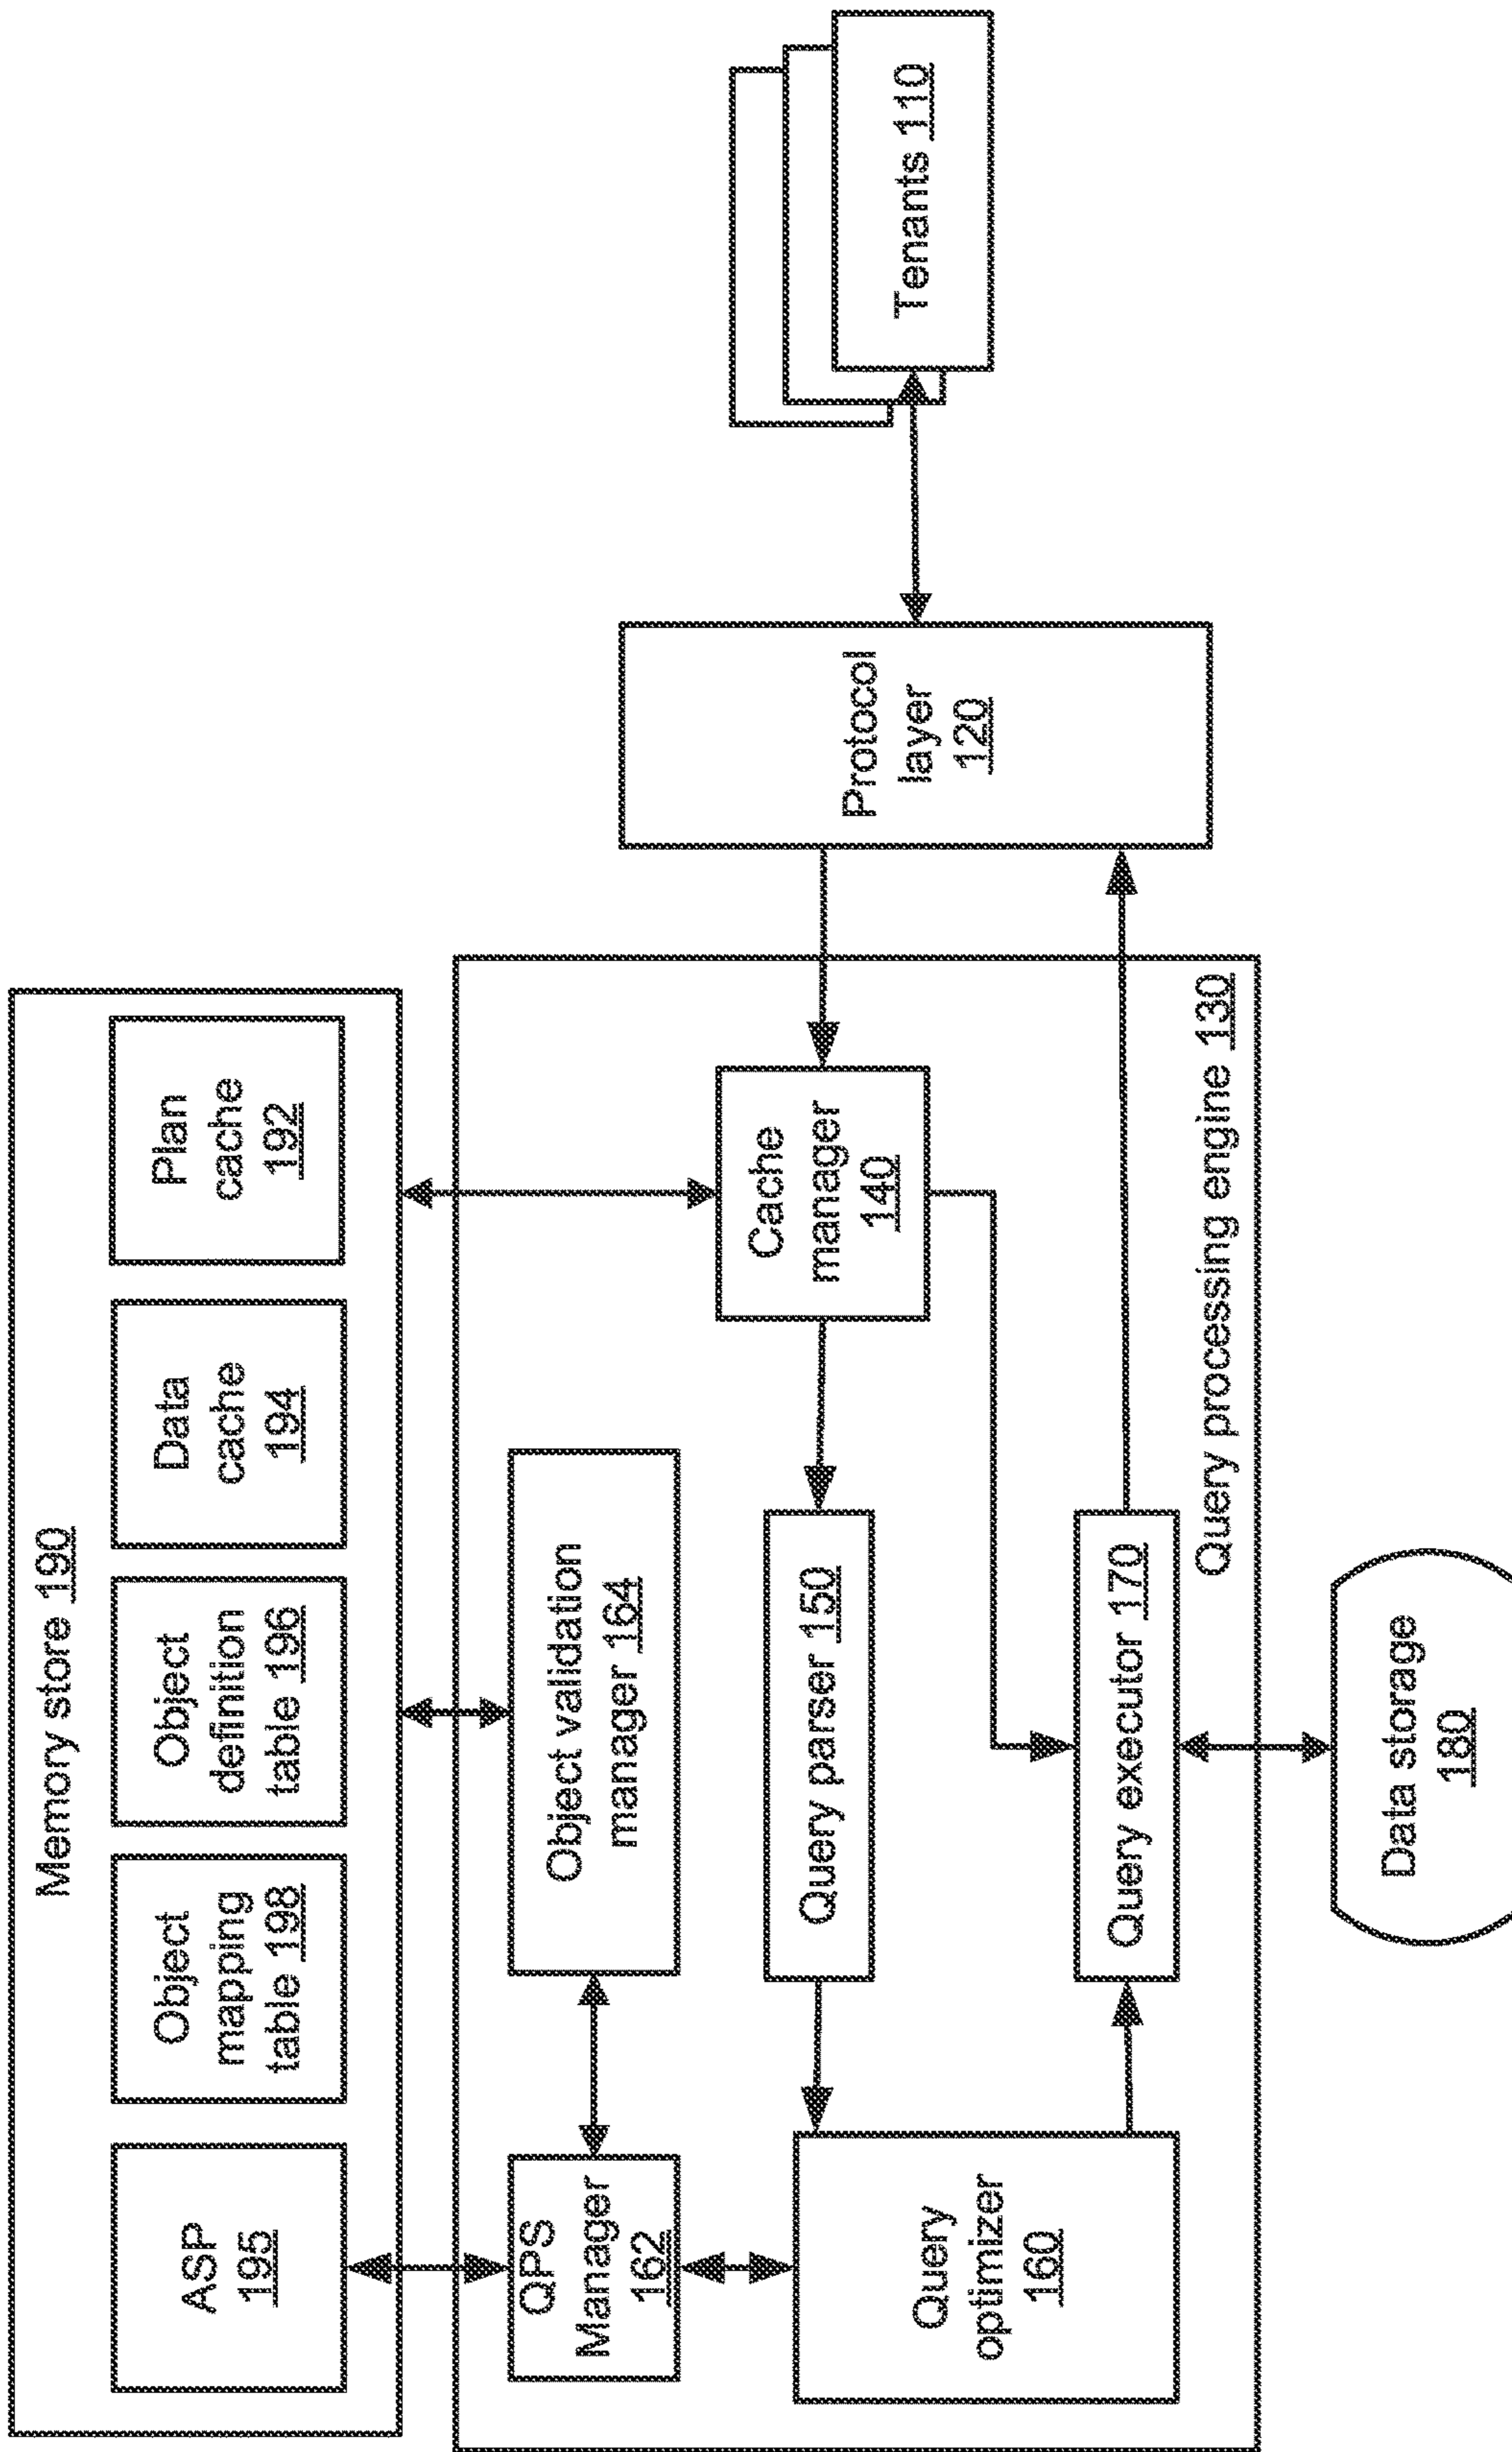 Memory store 190
ASP
195
Object
mapping
table 198
Object
definition
table 196
Data
cache
194
Plan
cache
192
QPS
Manager
162
Object validation
manager 164
Query parser 150
Cache
manager
140
Query
optimizer
160
Query executor 170
Query processing engine 130
Data storage
180
Protocol
layer
120
Tenants 110